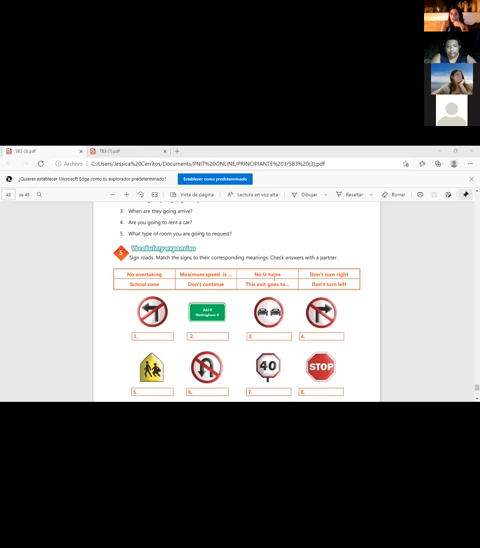 SB3 (3).pdf
TB3 (1).pdf
Archivo | C:/Users/Jessica%20Cerritos/Documents/PNIT%20ONLINE/PRINCIPIANTE%203/SB3%20(3).pdf
¿Quieres establecer Microsoft Edge como tu explorador predeterminado? Establecer como predeterminado
Vista de página | Lectura en voz alta | Dibujar Resaltar Borrar
3. When are they going arrive?
4. Are you going to rent a car?
5. What type of room you are going to request?
5 Vocabulary expansion
Sign roads. Match the signs to their corresponding meanings. Check answers with a partner.
No overtaking Maximum speed is ... No U turns Don't turn right
School zone Don't continue This exit goes to... Don't turn left
1. 2. 3. 4.
40 STOP
5. 6. 7. 8.